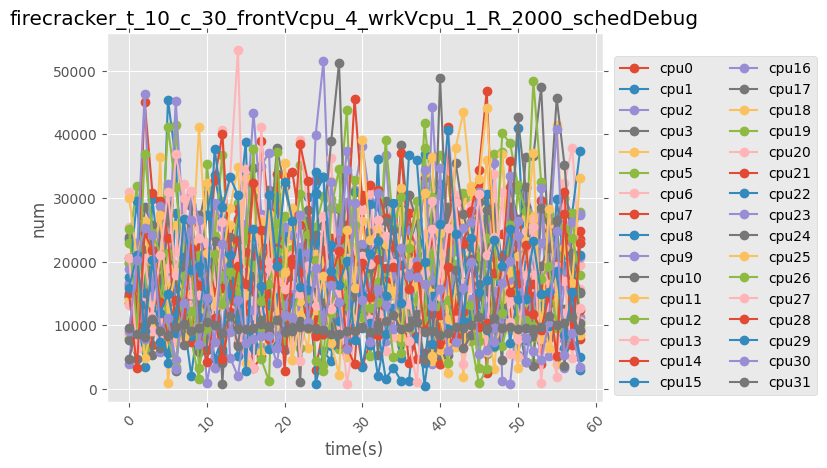 firecracker_t_10_c_30_frontVcpu_4_wrkVcpu_1_R_2000_schedDebug
50000
40000
30000
20000
10000
0
num
0
10
20
30
40
50
60
time(s)
cpu0
cpu1
cpu2
cpu3
cpu4
cpu5
cpu6
cpu7
cpu8
cpu9
cpu10
cpu11
cpu12
cpu13
cpu14
cpu15
cpu16
cpu17
cpu18
cpu19
cpu20
cpu21
cpu22
cpu23
cpu24
cpu25
cpu26
cpu27
cpu28
cpu29
cpu30
cpu31